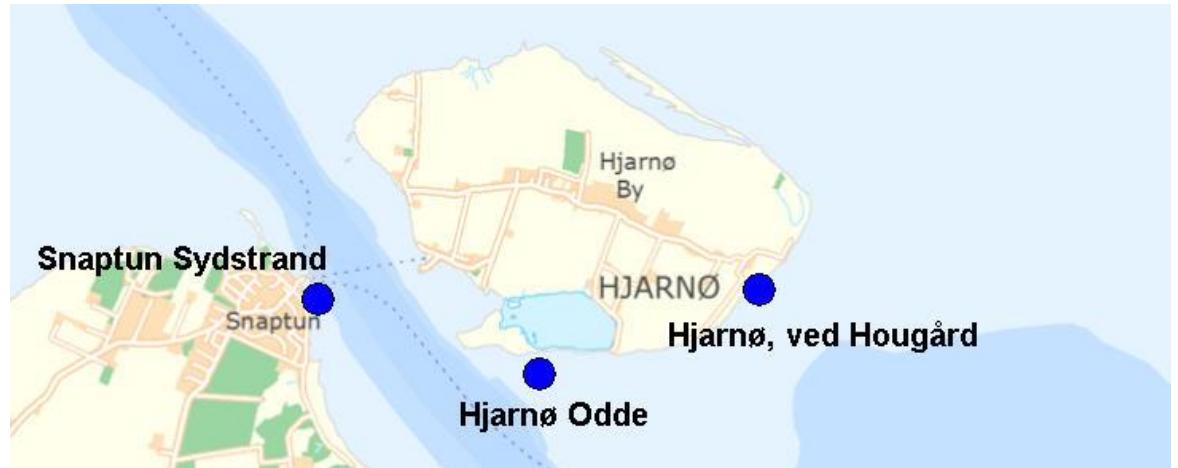 Hjarnø
By
Snaptun Sydstrand
HJARNØ
Snaptun
Hjarnø, ved Hougård
Hjarnø Odde